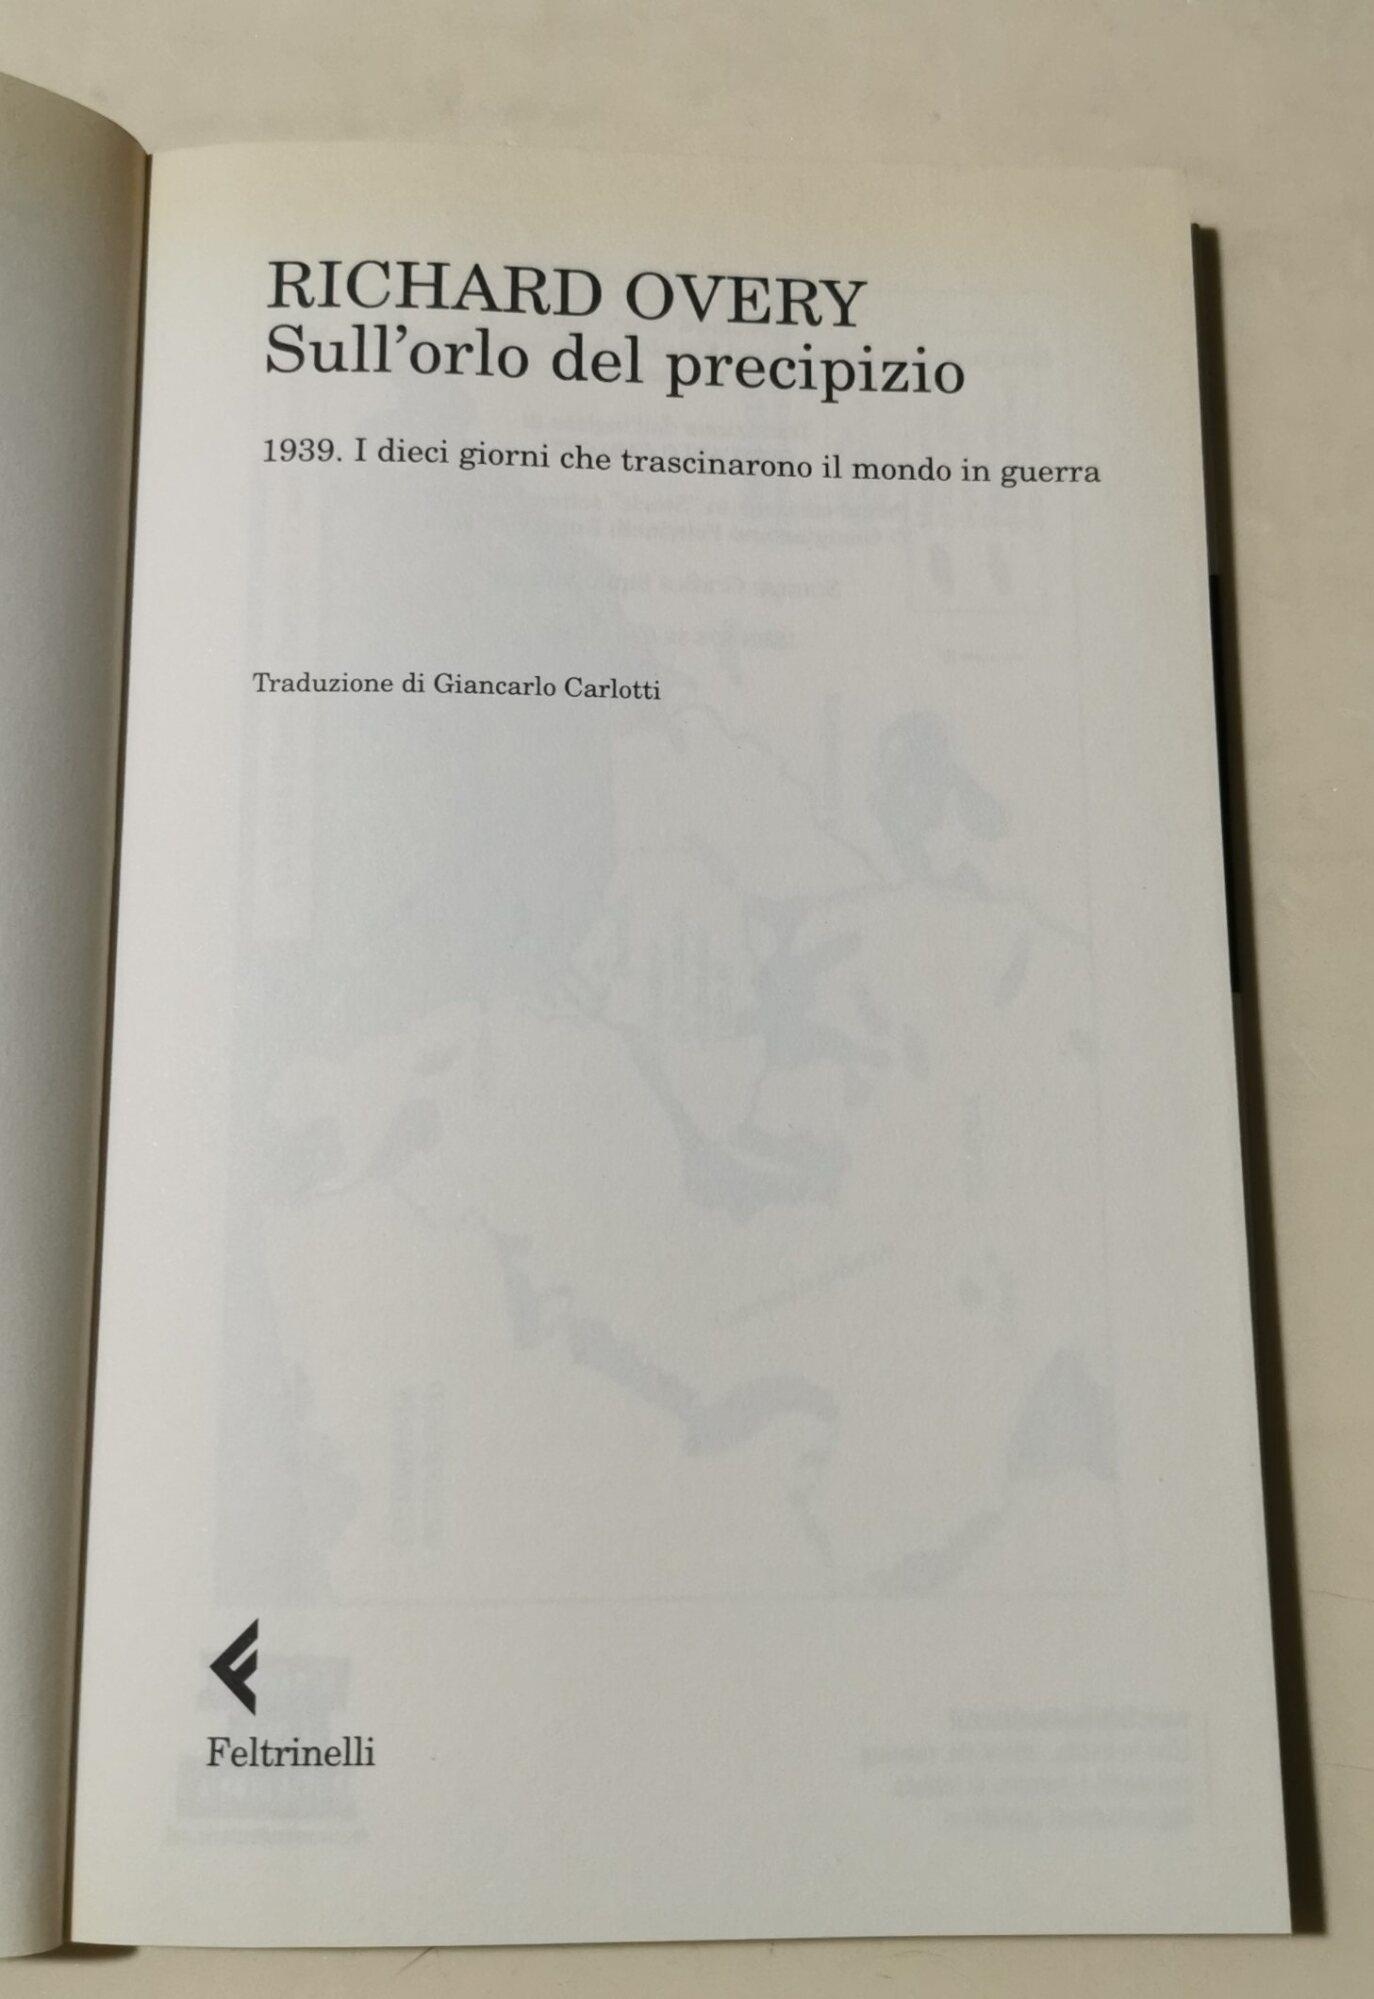 RICHARD OVERY
Sull'orlo del precipizio
1939. I dieci giorni che trascinarono il mondo in guerra
Traduzione di Giancarlo Carlotti
Feltrinelli